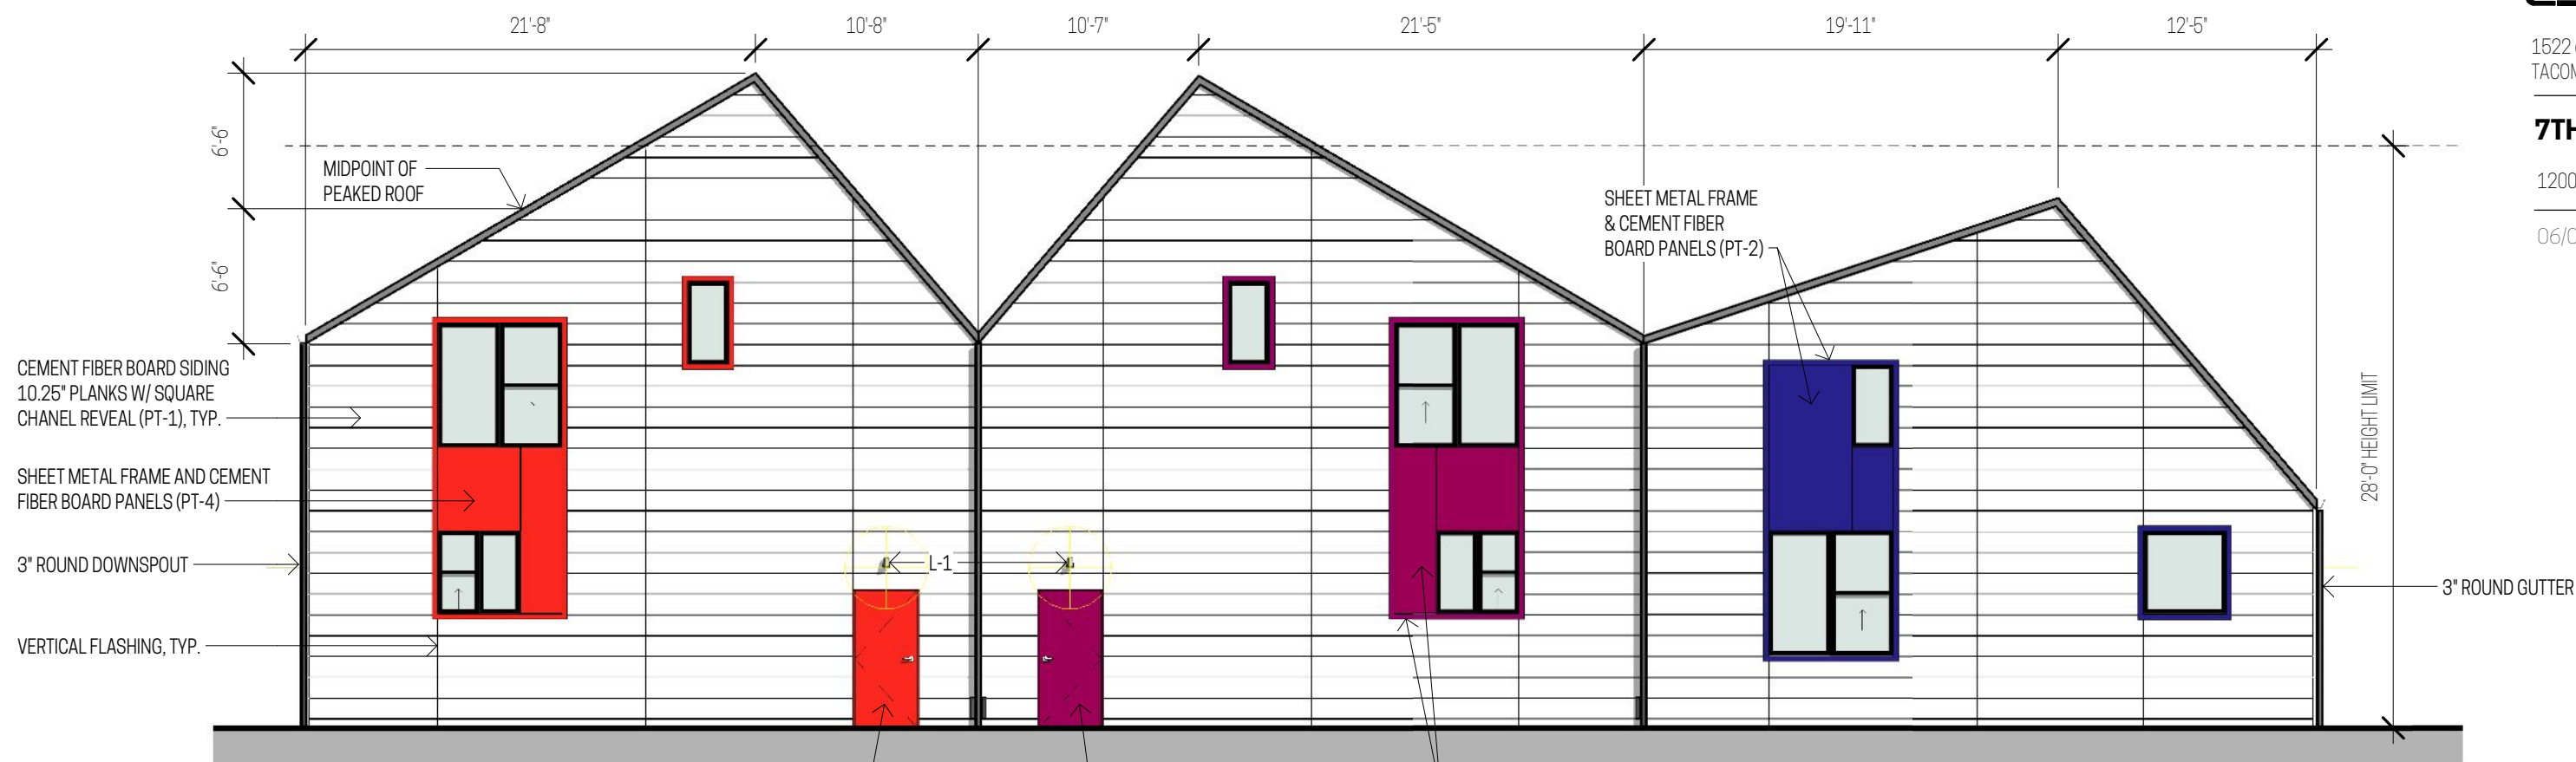 21'-8"
10'-8"
10'-7"
21'-5"
19'-11"
12'-5"
1522
TACOM
7TH
1200
06/0
6'-6"
6'-6"
MIDPOINT OF
PEAKED ROOF
SHEET METAL FRAME
& CEMENT FIBER
BOARD PANELS (PT-2)
CEMENT FIBER BOARD SIDING
10.25" PLANKS W/ SQUARE
CHANEL REVEAL (PT-1), TYP.
SHEET METAL FRAME AND CEMENT
FIBER BOARD PANELS (PT-4)
3" ROUND DOWNSPOUT
VERTICAL FLASHING, TYP.
L-1
28'-0" HEIGHT LIMIT
3" ROUND GUTTER